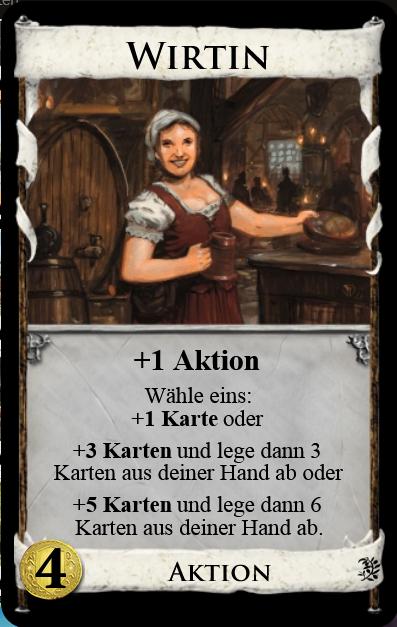 WIRTIN
+1 Aktion
Wähle eins:
+1 Karte oder
+3 Karten und lege dann 3
Karten aus deiner Hand ab oder
+5 Karten und lege dann 6
Karten aus deiner Hand ab.
4
AKTION